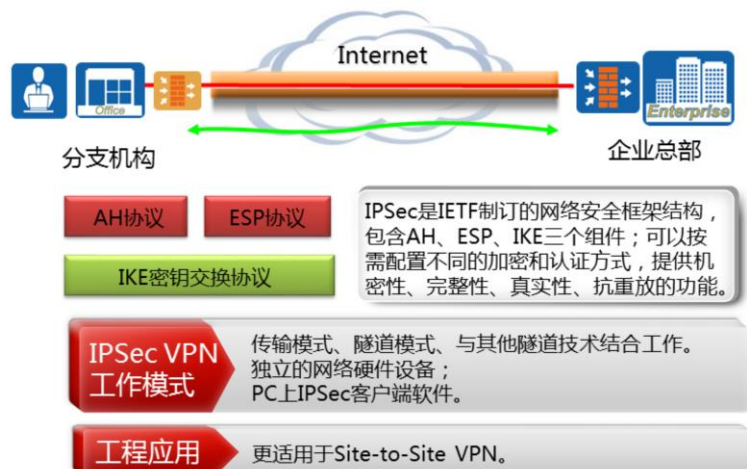 Internet
Office
Enterprise
分支机构
企业总部
AH协议
ESP协议
IKE密钥交换协议
IPSec是IETF制订的网络安全框架结构，
包含AH、ESP、IKE三个组件；可以按
需配置不同的加密和认证方式，提供机
密性、完整性、真实性、抗重放的功能。
IPSec VPN
工作模式
传输模式、隧道模式、与其他隧道技术结合工作。
独立的网络硬件设备；
PC上IPSec客户端软件。
工程应用
更适用于Site-to-Site VPN。